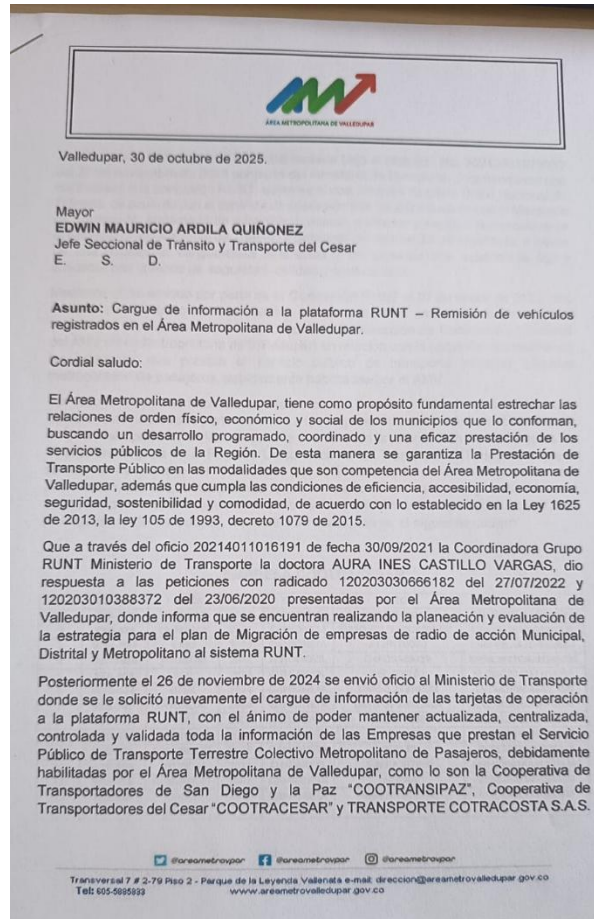 ÁREA METROPOLITANA DE VALLEDUPAR
Valledupar, 30 de octubre de 2025.
Mayor
EDWIN MAURICIO ARDILA QUIÑONEZ
Jefe Seccional de Tránsito y Transporte del Cesar
E. S. D.
Asunto: Cargue de información a la plataforma RUNT – Remisión de vehículos
registrados en el Área Metropolitana de Valledupar.
Cordial saludo:
El Área Metropolitana de Valledupar, tiene como propósito fundamental estrechar las
relaciones de orden físico, económico y social de los municipios que lo conforman,
buscando un desarrollo programado, coordinado y una eficaz prestación de los
servicios públicos de la Región. De esta manera se garantiza la Prestación de
Transporte Público en las modalidades que son competencia del Área Metropolitana de
Valledupar, además que cumpla las condiciones de eficiencia, accesibilidad, economía,
seguridad, sostenibilidad y comodidad, de acuerdo con lo establecido en la Ley 1625
de 2013, la ley 105 de 1993, decreto 1079 de 2015.
Que a través del oficio 20214011016191 de fecha 30/09/2021 la Coordinadora Grupo
RUNT Ministerio de Transporte la doctora AURA INES CASTILLO VARGAS, dio
respuesta a las peticiones con radicado 120203030666182 del 27/07/2022 y
120203010388372 del 23/06/2020 presentadas por el Área Metropolitana de
Valledupar, donde informa que se encuentran realizando la planeación y evaluación de
la estrategia para el plan de Migración de empresas de radio de acción Municipal,
Distrital y Metropolitano al sistema RUNT.
Posteriormente el 26 de noviembre de 2024 se envió oficio al Ministerio de Transporte
donde se le solicitó nuevamente el cargue de información de las tarjetas de operación
a la plataforma RUNT, con el ánimo de poder mantener actualizada, centralizada,
controlada y validada toda la información de las Empresas que prestan el Servicio
Público de Transporte Terrestre Colectivo Metropolitano de Pasajeros, debidamente
habilitadas por el Área Metropolitana de Valledupar, como lo son la Cooperativa de
Transportadores de San Diego y la Paz “COOTRANSIPAZ”, Cooperativa de
Transportadores del Cesar “COOTRACESAR” y TRANSPORTE COTRACOSTA S.A.S.
@areametrovpar @areametrovpar @areametrovpar
Transversal 7 # 2-79 Piso 2 - Parque de la Leyenda Vallenata e-mail: direccion@areametrovalledupar.gov.co
Tel: 605-5885833 www.areametrovalledupar.gov.co